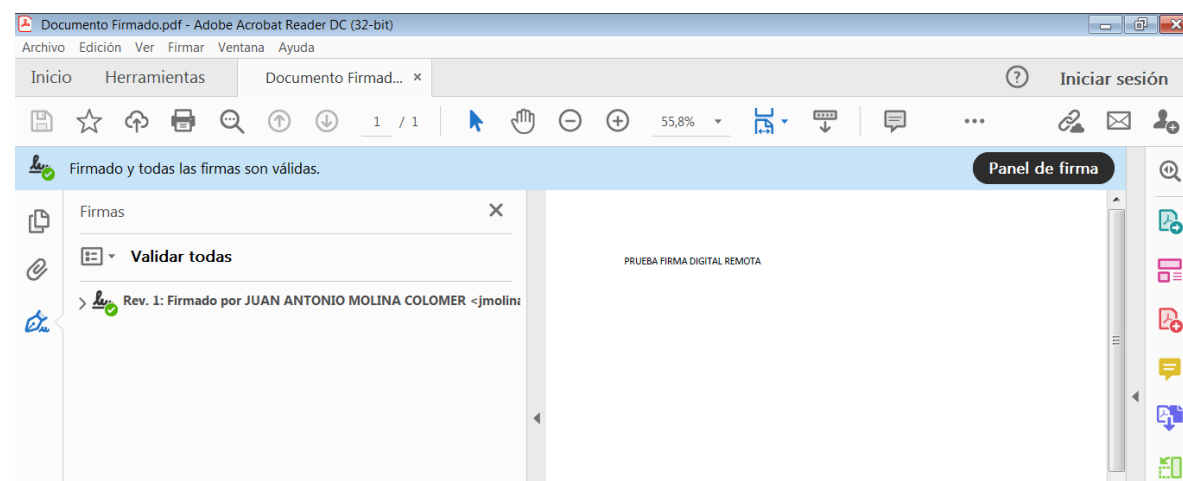 Documento Firmado.pdf - Adobe Acrobat Reader DC (32-bit)
Archivo Edición Ver Firmar Ventana Ayuda
Inicio Herramientas Documento Firmad... × ? Iniciar sesión
1 / 1 55,8% ...
Firmado y todas las firmas son válidas. Panel de firma
Firmas
Validar todas
PRUEBA FIRMA DIGITAL REMOTA
Rev. 1: Firmado por JUAN ANTONIO MOLINA COLOMER <jmolina